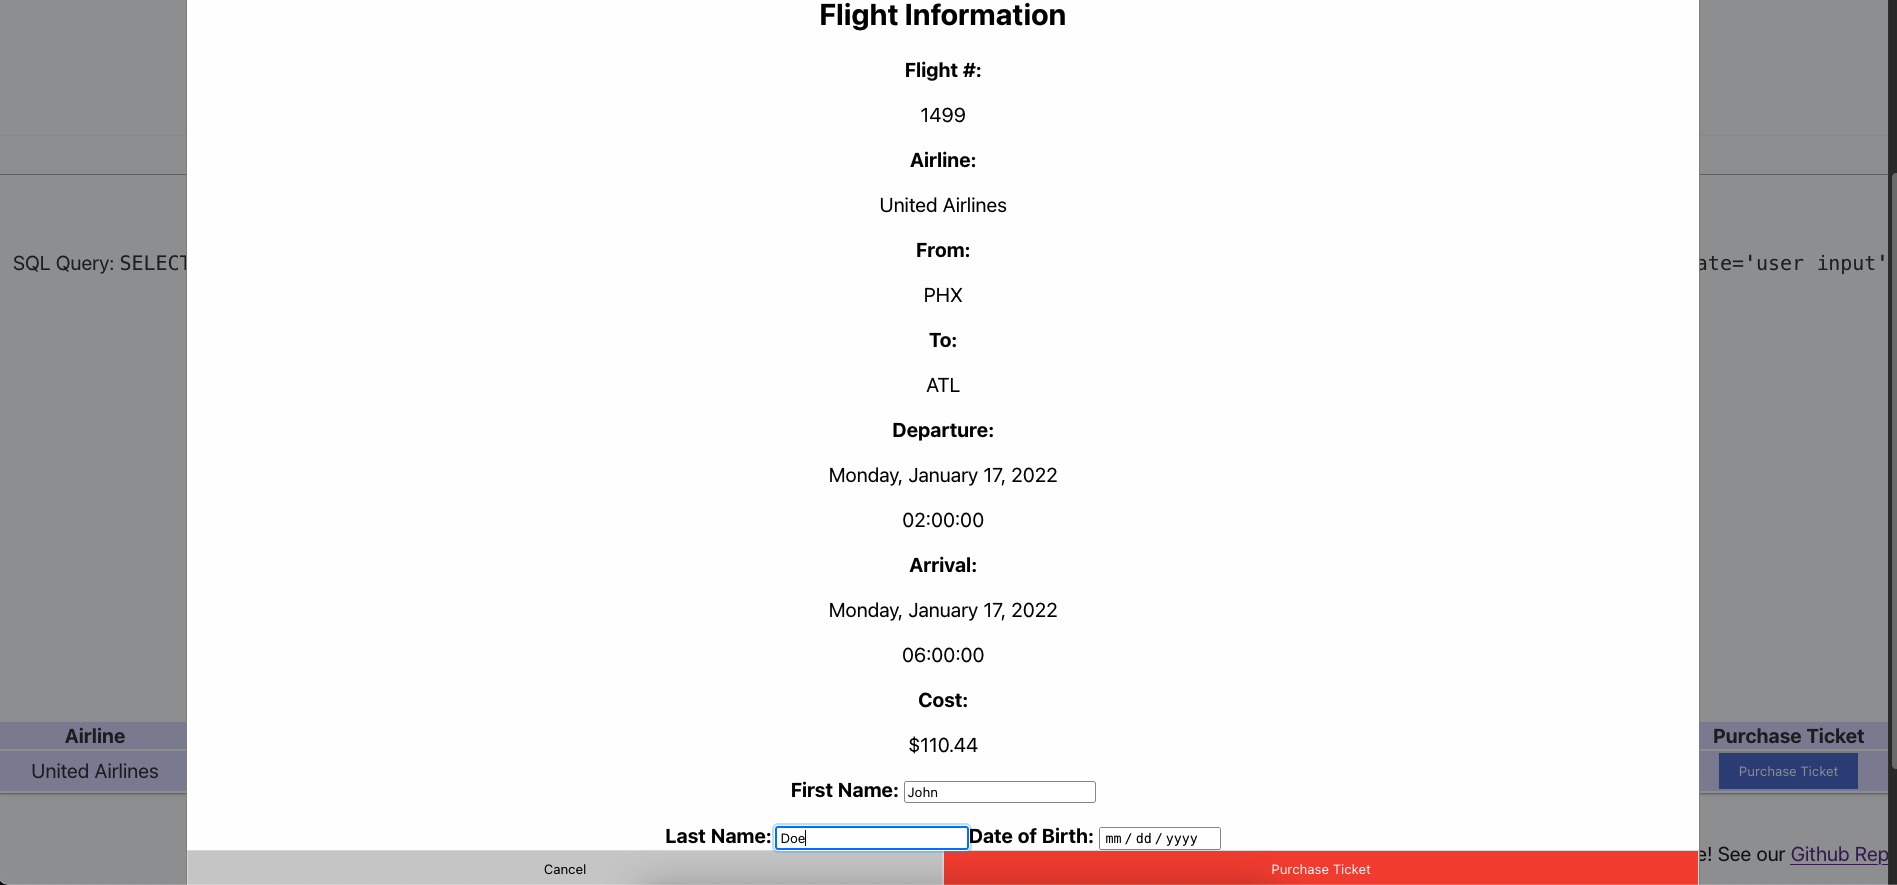 Flight Information
Flight #:
1499
Airline:
United Airlines
From:
PHX
SQL Query: SELECT
ate='user input'
To:
ATL
Departure:
Monday, January 17, 2022
02:00:00
Arrival:
Monday, January 17, 2022
06:00:00
Cost:
$110.44
Airline
Purchase Ticket
United Airlines
Purchase Ticket
First Name: John
Last Name: Doe Date of Birth: mm / dd / yyyy
e! See our Github Rep
Cancel
Purchase Ticket